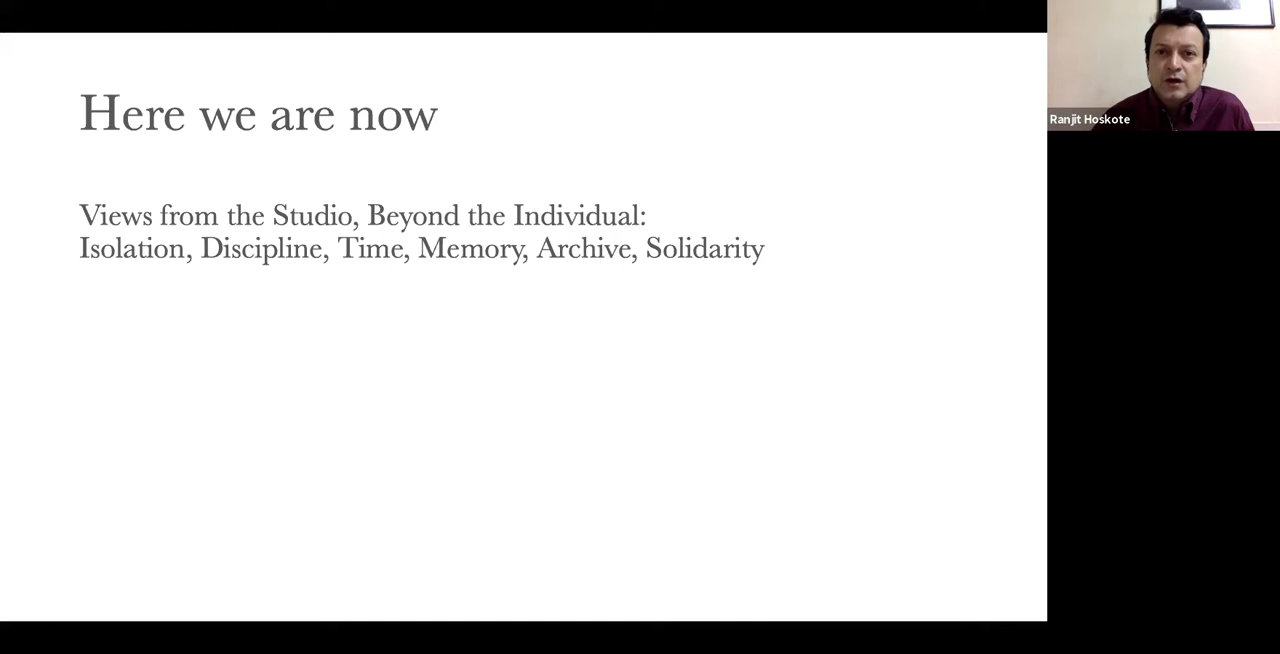 Here we are now
Views from the Studio, Beyond the Individual:
Isolation, Discipline, Time, Memory, Archive, Solidarity
Ranjit Hoskote